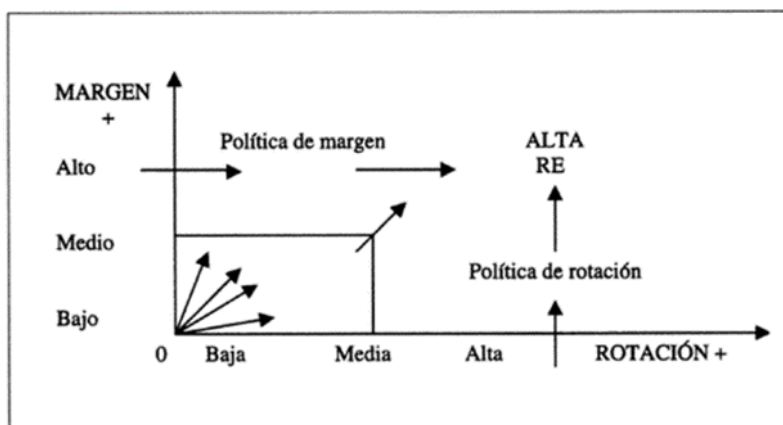 MARGEN
+
Política de margen
ALTA
RE
Alto
Medio
Política de rotación
Bajo
0 Baja Media Alta ROTACIÓN +